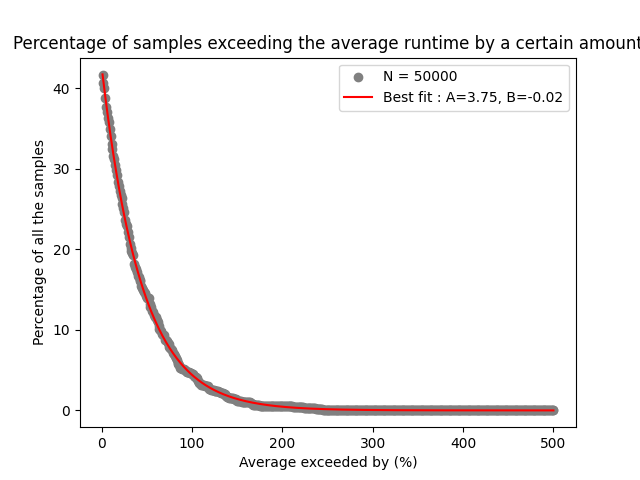 Percentage of samples exceeding the average runtime by a certain amount
N = 50000
Best fit : A=3.75, B=-0.02
Percentage of all the samples
40
30
20
10
0
0 100 200 300 400 500
Average exceeded by (%)